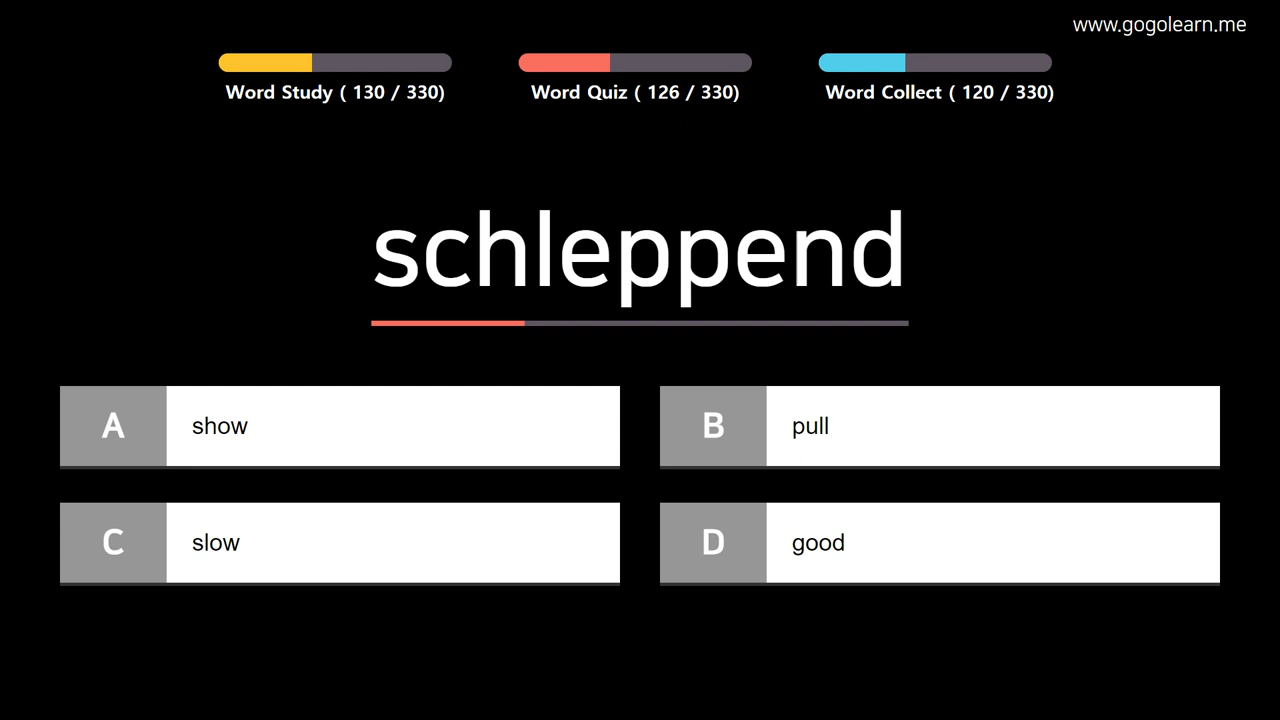 www.gogolearn.me
Word Study ( 130 / 330)
Word Quiz ( 126 / 330)
Word Collect ( 120 / 330)
schleppend
A show
B pull
C slow
D good